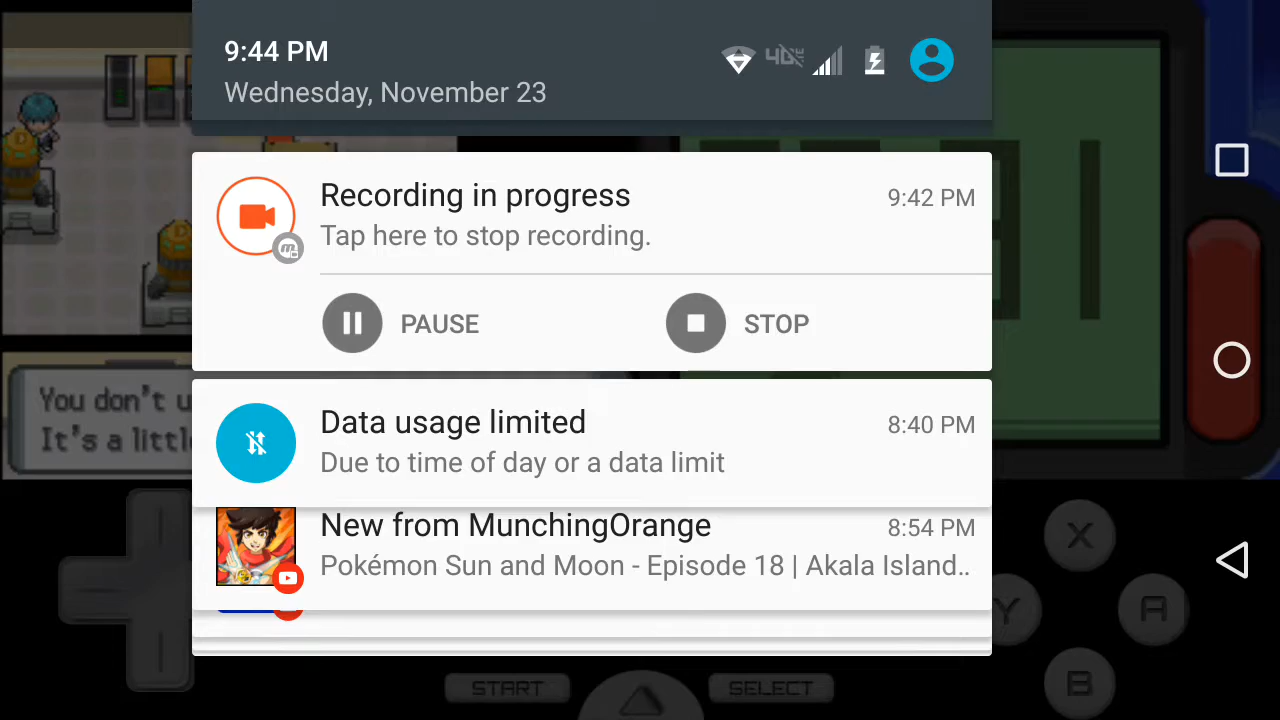 9:44 PM
Wednesday, November 23
Recording in progress
9:42 PM
Tap here to stop recording.
PAUSE
STOP
Data usage limited
8:40 PM
Due to time of day or a data limit
New from MunchingOrange
8:54 PM
Pokémon Sun and Moon - Episode 18 | Akala Island..
You don't u
It's a littl
X
Y
A
B
START
SELECT